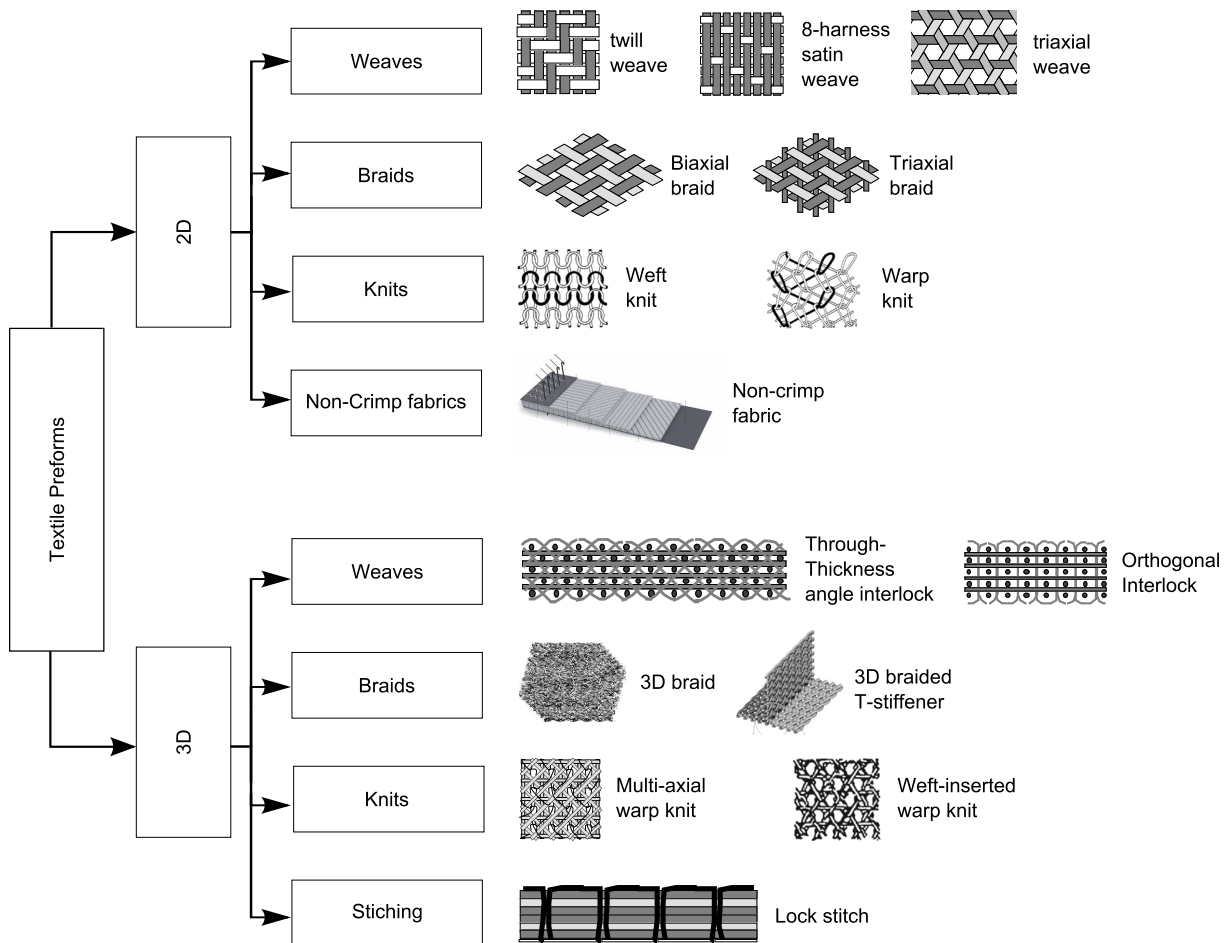 Textile Preforms
2D
Weaves
twill
weave
8-harness
satin
weave
triaxial
weave
Braids
Biaxial
braid
Triaxial
braid
Knits
Weft
knit
Warp
knit
Non-Crimp fabrics
Non-crimp
fabric
3D
Weaves
Through-
Thickness
angle interlock
Orthogonal
Interlock
Braids
3D braid
3D braided
T-stiffener
Knits
Multi-axial
warp knit
Weft-inserted
warp knit
Stiching
Lock stitch